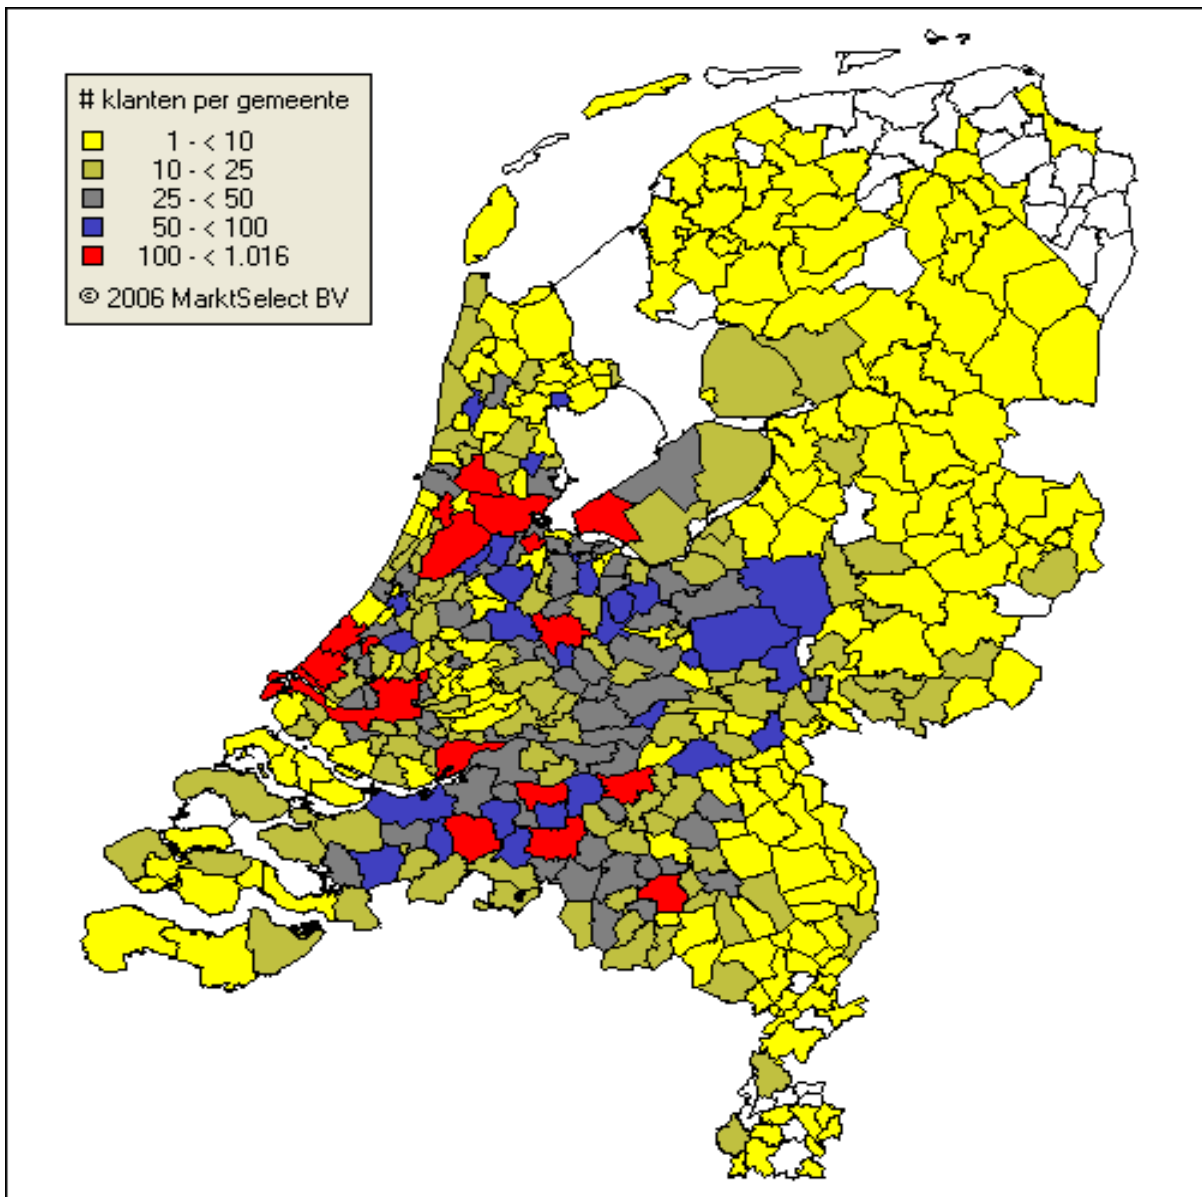 # klanten per gemeente
1 - < 10
10 - < 25
25 - < 50
50 - < 100
100 - < 1.016
© 2006 MarktSelect BV